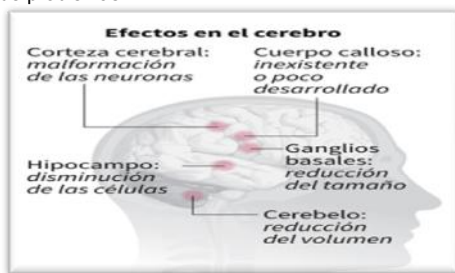 Efectos en el cerebro
Corteza cerebral:
malformación
de las neuronas
Cuerpo calloso:
inexistente
o poco
desarrollado
Hipocampo:
disminución
de las células
Ganglios
basales:
reducción
del tamaño
Cerebelo:
reducción
del volumen